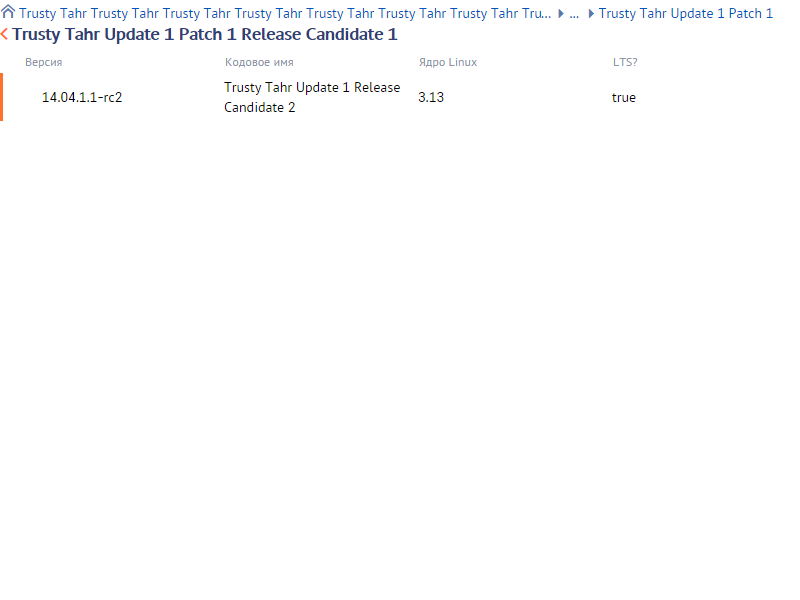 Trusty Tahr Trusty Tahr Trusty Tahr Trusty Tahr Trusty Tahr Trusty Tahr Trusty Tahr Tru... ... Trusty Tahr Update 1 Patch 1
Trusty Tahr Update 1 Patch 1 Release Candidate 1
Версия Кодовое имя Ядро Linux LTS?
14.04.1.1-rc2 Trusty Tahr Update 1 Release Candidate 2 3.13 true